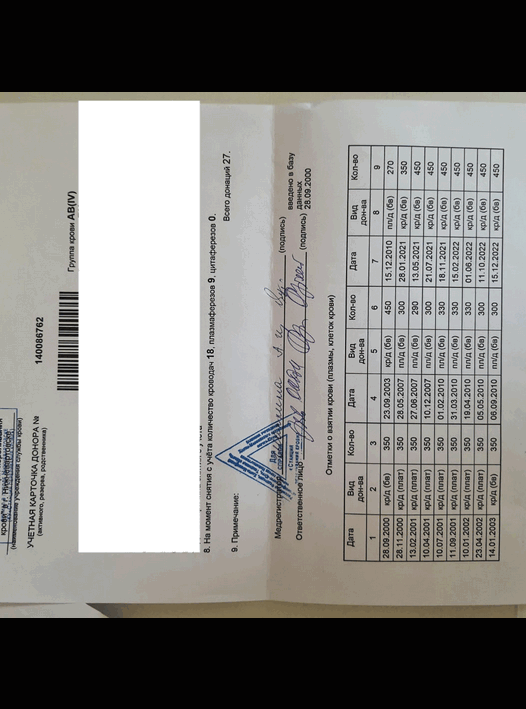 (наименование учреждения службы крови)
УЧЕТНАЯ КАРТОЧКА ДОНОРА № 140086762
(активного, резерва, родственника)
Группа крови AB(IV)
8. На момент снятия с учёта количество кроводач 18, плазмаферезов 9, цитаферезов 0.
Всего донаций 27.
9. Примечание:
Для справок
Медрегистратор (подпись) введено в базу
данных
Ответственное лицо (подпись) 28.09.2000
Отметки о взятии крови (плазмы, клеток крови)
Дата Вид дон-ва Кол-во Дата Вид дон-ва Кол-во Дата Вид дон-ва Кол-во
1 2 3 4 5 6 7 8 9
28.09.2000 кр/д (бв) 350 23.09.2003 кр/д (бв) 450 15.12.2010 пл/д (бв) 270
28.11.2000 кр/д (плат) 350 28.05.2007 пл/д (бв) 300 28.01.2021 кр/д (бв) 350
13.02.2001 кр/д (плат) 350 27.06.2007 пл/д (бв) 290 13.05.2021 кр/д (бв) 450
10.04.2001 кр/д (плат) 350 10.12.2007 пл/д (бв) 300 21.07.2021 кр/д (бв) 450
10.07.2001 кр/д (плат) 350 01.02.2010 пл/д (бв) 330 18.11.2021 кр/д (бв) 450
11.09.2001 кр/д (плат) 350 31.03.2010 пл/д (бв) 330 15.02.2022 кр/д (бв) 450
10.01.2002 кр/д (плат) 350 19.04.2010 пл/д (бв) 330 01.06.2022 кр/д (бв) 450
23.04.2002 кр/д (плат) 350 05.05.2010 пл/д (бв) 300 11.10.2022 кр/д (бв) 450
14.01.2003 кр/д (бв) 350 06.09.2010 пл/д (бв) 300 15.12.2022 кр/д (бв) 450